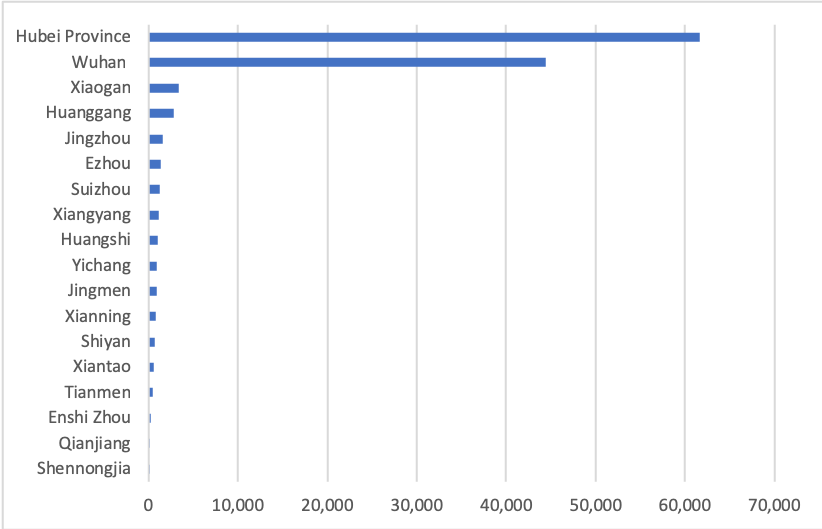 Hubei Province
Wuhan
Xiaogan
Huanggang
Jingzhou
Ezhou
Suizhou
Xiangyang
Huangshi
Yichang
Jingmen
Xianning
Shiyan
Xiantao
Tianmen
Enshi Zhou
Qianjiang
Shennongjia
0 10,000 20,000 30,000 40,000 50,000 60,000 70,000